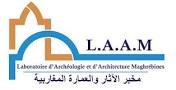 L.A.A.M
Laboratoire d'Archéologie et d'Architecture Maghrébines
مخبر الآثار والعمارة المغاربية